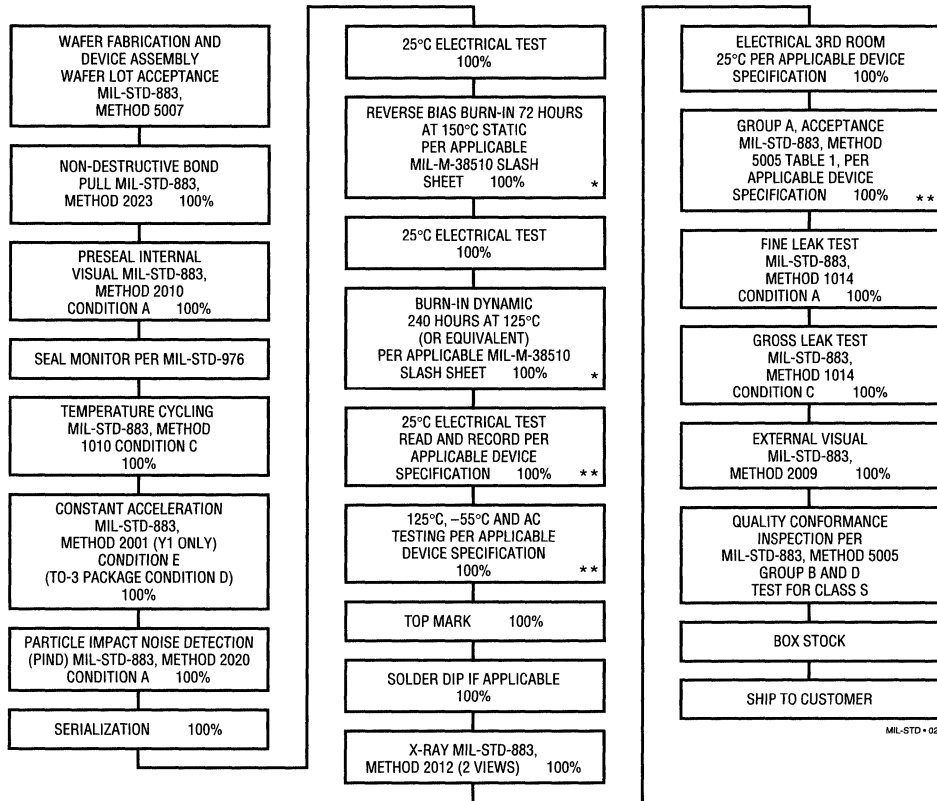 WAFER FABRICATION AND
DEVICE ASSEMBLY
WAFER LOT ACCEPTANCE
MIL-STD-883,
METHOD 5007
NON-DESTRUCTIVE BOND
PULL MIL-STD-883,
METHOD 2023 100%
PRESEAL INTERNAL
VISUAL MIL-STD-883,
METHOD 2010
CONDITION A 100%
SEAL MONITOR PER MIL-STD-976
TEMPERATURE CYCLING
MIL-STD-883, METHOD
1010 CONDITION C
100%
CONSTANT ACCELERATION
MIL-STD-883,
METHOD 2001 (Y1 ONLY)
CONDITION E
(TO-3 PACKAGE CONDITION D)
100%
PARTICLE IMPACT NOISE DETECTION
(PIND) MIL-STD-883, METHOD 2020
CONDITION A 100%
SERIALIZATION 100%
25°C ELECTRICAL TEST
100%
REVERSE BIAS BURN-IN 72 HOURS
AT 150°C STATIC
PER APPLICABLE
MIL-M-38510 SLASH
SHEET 100% *
25°C ELECTRICAL TEST
100%
BURN-IN DYNAMIC
240 HOURS AT 125°C
(OR EQUIVALENT)
PER APPLICABLE MIL-M-38510
SLASH SHEET 100% *
25°C ELECTRICAL TEST
READ AND RECORD PER
APPLICABLE DEVICE
SPECIFICATION 100% **
125°C, –55°C AND AC
TESTING PER APPLICABLE
DEVICE SPECIFICATION
100% **
TOP MARK 100%
SOLDER DIP IF APPLICABLE
100%
X-RAY MIL-STD-883,
METHOD 2012 (2 VIEWS) 100%
ELECTRICAL 3RD ROOM
25°C PER APPLICABLE DEVICE
SPECIFICATION 100%
GROUP A, ACCEPTANCE
MIL-STD-883, METHOD
5005 TABLE 1, PER
APPLICABLE DEVICE
SPECIFICATION 100% **
FINE LEAK TEST
MIL-STD-883,
METHOD 1014
CONDITION A 100%
GROSS LEAK TEST
MIL-STD-883,
METHOD 1014
CONDITION C 100%
EXTERNAL VISUAL
MIL-STD-883,
METHOD 2009 100%
QUALITY CONFORMANCE
INSPECTION PER
MIL-STD-883, METHOD 5005
GROUP B AND D
TEST FOR CLASS S
BOX STOCK
SHIP TO CUSTOMER
MIL-STD • 02